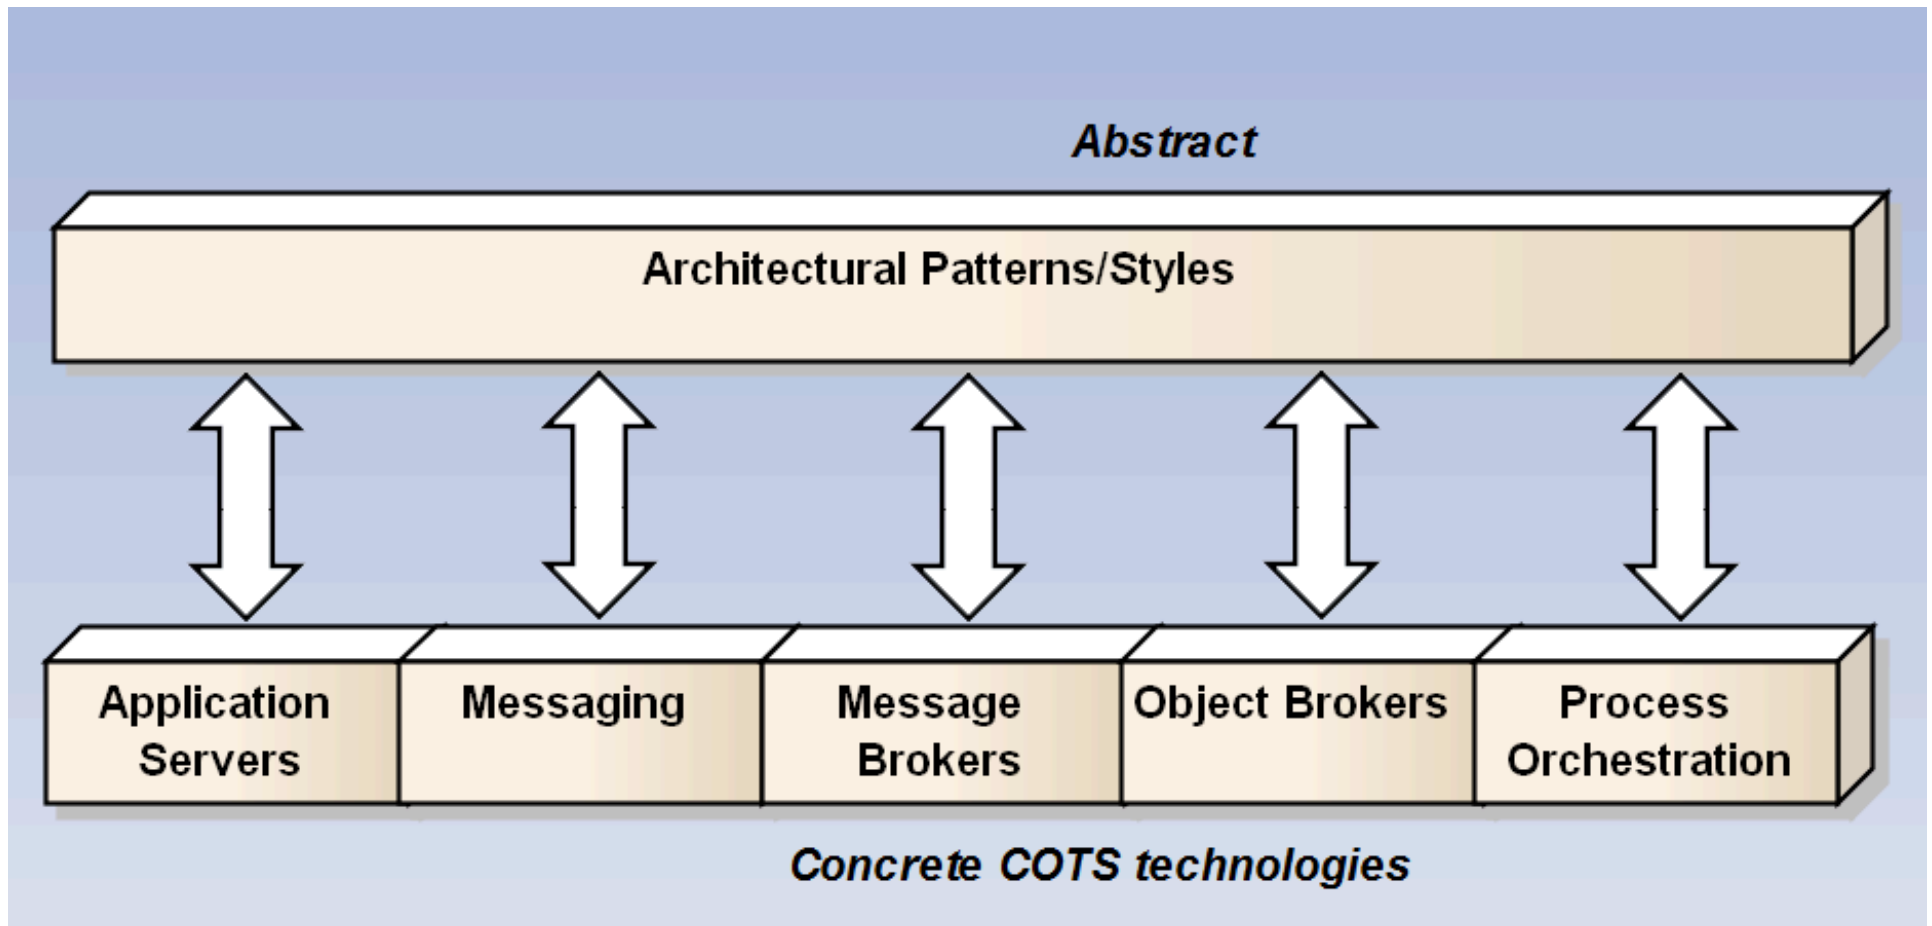 Abstract
Architectural Patterns/Styles
Application
Servers
Messaging
Message
Brokers
Object Brokers
Process
Orchestration
Concrete COTS technologies